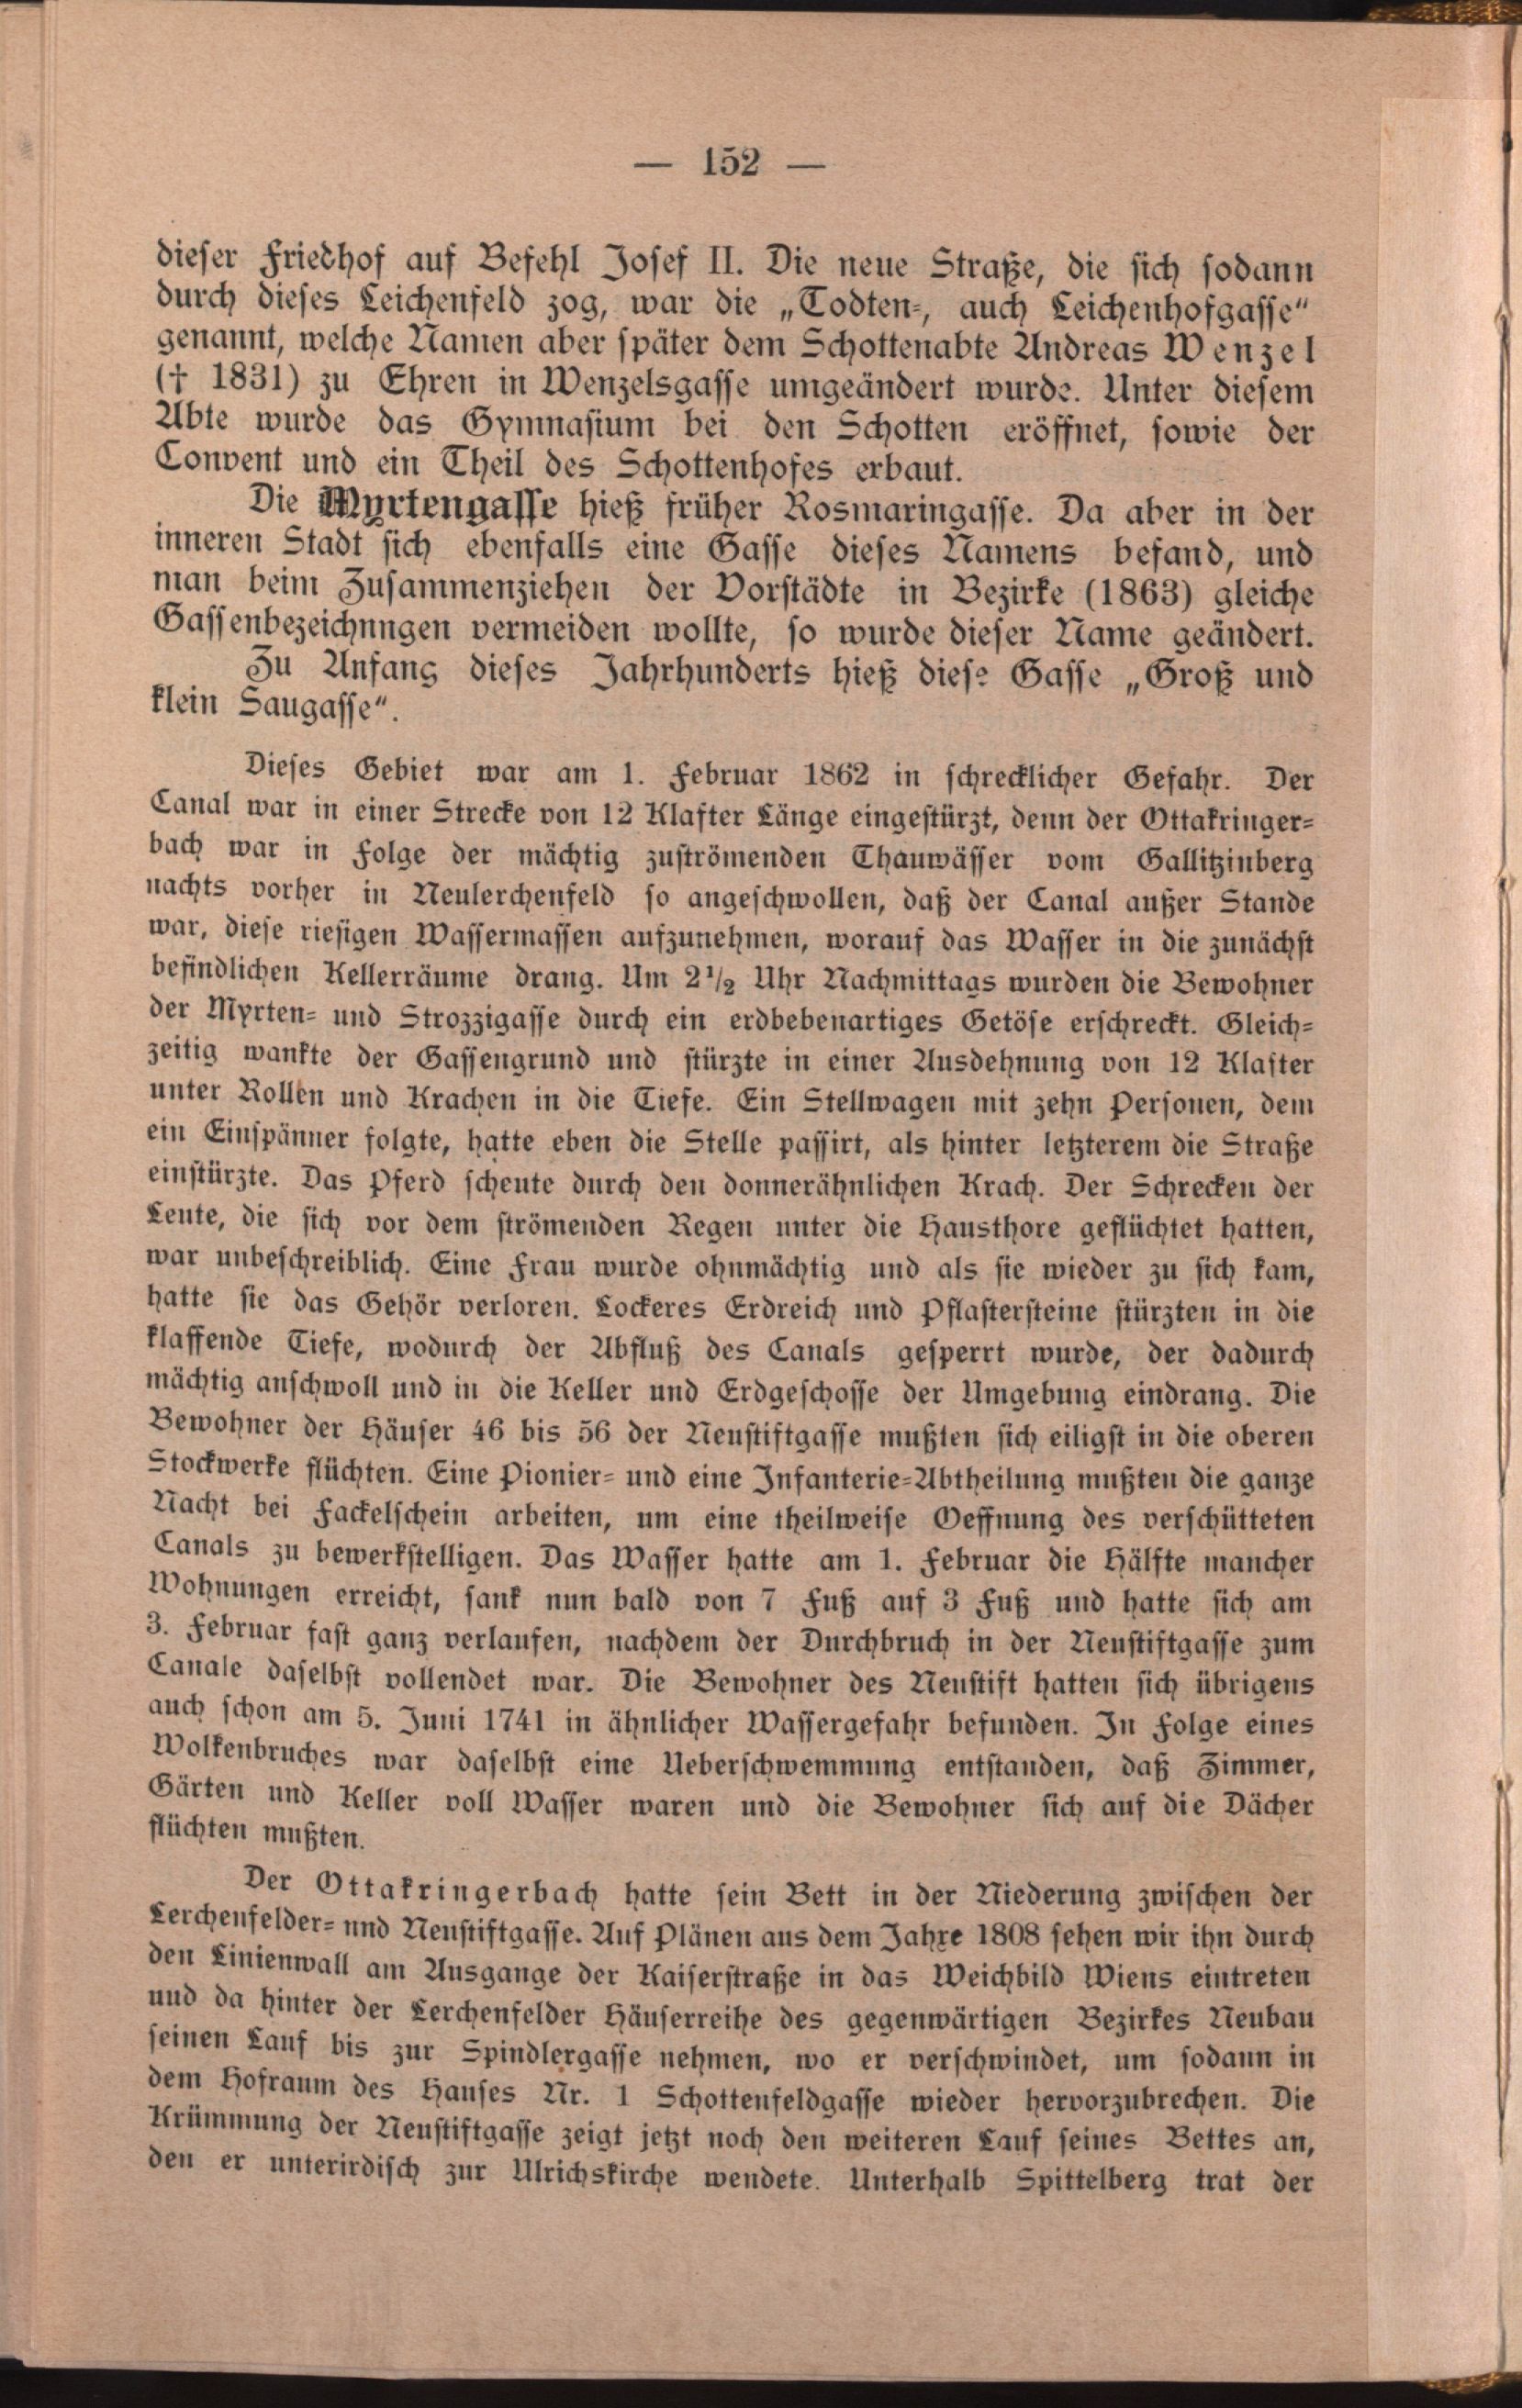 — 152 —
dieser Friedhof auf Befehl Josef II. Die neue Straße, die sich sodann
durch dieses Leichenfeld zog, war die „Todten-, auch Leichenhofgasse“
genannt, welche Namen aber später dem Schottenabte Andreas Wenzel
(† 1831) zu Ehren in Wenzelsgasse umgeändert wurde. Unter diesem
Abte wurde das Gymnasium bei den Schotten eröffnet, sowie der
Convent und ein Theil des Schottenhofes erbaut.
Die Myrtengasse hieß früher Rosmaringasse. Da aber in der
inneren Stadt sich ebenfalls eine Gasse dieses Namens befand, und
man beim Zusammenziehen der Vorstädte in Bezirke (1863) gleiche
Gassenbezeichnngen vermeiden wollte, so wurde dieser Name geändert.
Zu Anfang dieses Jahrhunderts hieß diese Gasse „Groß und
klein Saugasse“.
Dieses Gebiet war am 1. Februar 1862 in schrecklicher Gefahr. Der
Canal war in einer Strecke von 12 Klafter Länge eingestürzt, denn der Ottakringer-
bach war in Folge der mächtig zuströmenden Thauwässer vom Gallitzinberg
nachts vorher in Neulerchenfeld so angeschwollen, daß der Canal außer Stande
war, diese riesigen Wassermassen aufzunehmen, worauf das Wasser in die zunächst
befindlichen Kellerräume drang. Um 2½ Uhr Nachmittags wurden die Bewohner
der Myrten- und Strozzigasse durch ein erdbebenartiges Getöse erschreckt. Gleich-
zeitig wankte der Gassengrund und stürzte in einer Ausdehnung von 12 Klafter
unter Rollen und Krachen in die Tiefe. Ein Stellwagen mit zehn Personen, dem
ein Einspänner folgte, hatte eben die Stelle passirt, als hinter letzterem die Straße
einstürzte. Das Pferd scheute durch den donnerähnlichen Krach. Der Schrecken der
Leute, die sich vor dem strömenden Regen unter die Hausthore geflüchtet hatten,
war unbeschreiblich. Eine Frau wurde ohnmächtig und als sie wieder zu sich kam,
hatte sie das Gehör verloren. Lockeres Erdreich und Pflastersteine stürzten in die
klaffende Tiefe, wodurch der Abfluß des Canals gesperrt wurde, der dadurch
mächtig anschwoll und in die Keller und Erdgeschosse der Umgebung eindrang. Die
Bewohner der Häuser 46 bis 56 der Neustiftgasse mußten sich eiligst in die oberen
Stockwerke flüchten. Eine Pionier- und eine Infanterie-Abtheilung mußten die ganze
Nacht bei Fackelschein arbeiten, um eine theilweise Oeffnung des verschütteten
Canals zu bewerkstelligen. Das Wasser hatte am 1. Februar die Hälfte mancher
Wohnungen erreicht, sank nun bald von 7 Fuß auf 3 Fuß und hatte sich am
3. Februar fast ganz verlaufen, nachdem der Durchbruch in der Neustiftgasse zum
Canale daselbst vollendet war. Die Bewohner des Neustift hatten sich übrigens
auch schon am 5. Juni 1741 in ähnlicher Wassergefahr befunden. In Folge eines
Wolkenbruches war daselbst eine Ueberschwemmung entstanden, daß Zimmer,
Gärten und Keller voll Wasser waren und die Bewohner sich auf die Dächer
flüchten mußten.
Der Ottakringerbach hatte sein Bett in der Niederung zwischen der
Lerchenfelder- und Neustiftgasse. Auf Plänen aus dem Jahre 1808 sehen wir ihn durch
den Linienwall am Ausgange der Kaiserstraße in das Weichbild Wiens eintreten
und da hinter der Lerchenfelder Häuserreihe des gegenwärtigen Bezirkes Neubau
seinen Lauf bis zur Spindlergasse nehmen, wo er verschwindet, um sodann in
dem Hofraum des Hauses Nr. 1 Schottenfeldgasse wieder hervorzubrechen. Die
Krümmung der Neustiftgasse zeigt jetzt noch den weiteren Lauf seines Bettes an,
den er unterirdisch zur Ulrichskirche wendete. Unterhalb Spittelberg trat der